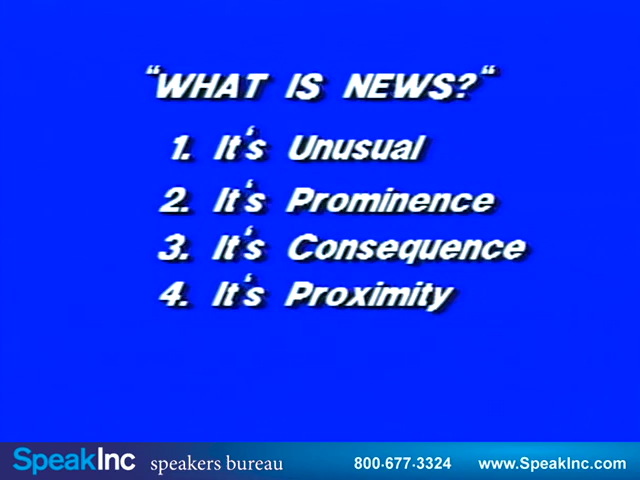 “WHAT IS NEWS?“
1. It‘s Unusual
2. It‘s Prominence
3. It‘s Consequence
4. It‘s Proximity
SpeakInc speakers bureau 800·677·3324 www.SpeakInc.com